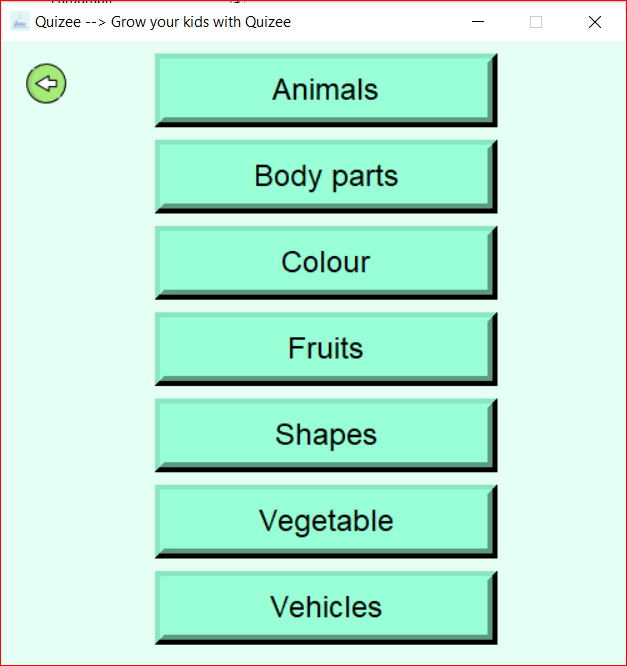 Quizee --> Grow your kids with Quizee
Animals
Body parts
Colour
Fruits
Shapes
Vegetable
Vehicles